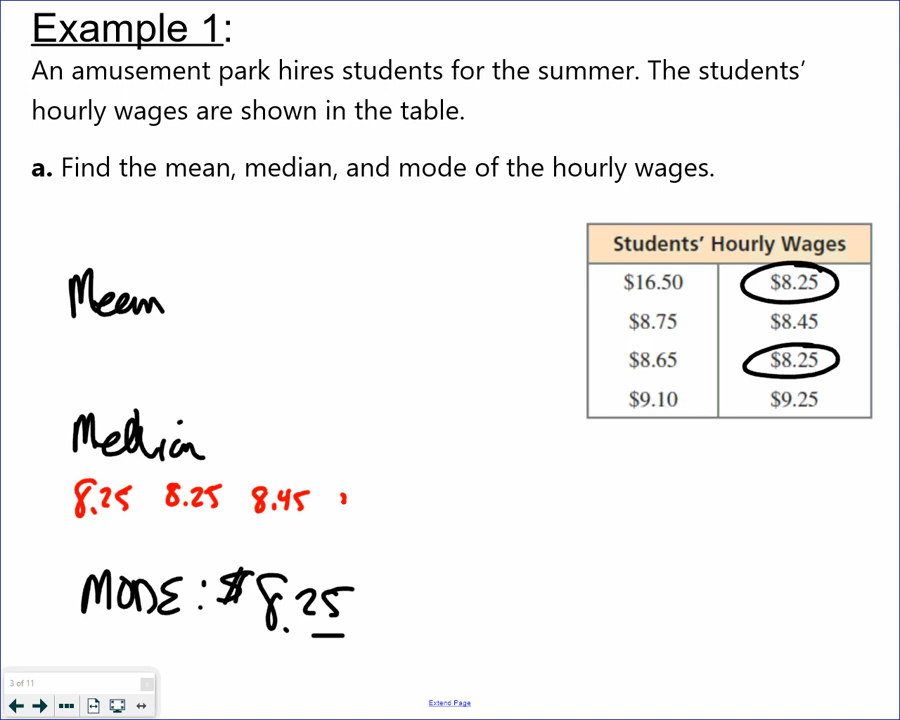 Example 1:
An amusement park hires students for the summer. The students’
hourly wages are shown in the table.
a. Find the mean, median, and mode of the hourly wages.
Students’ Hourly Wages
$16.50 $8.25
$8.75 $8.45
$8.65 $8.25
$9.10 $9.25
Mean
Median
8.25 8.25 8.45
MODE: $8.25
3 of 11
Extend Page